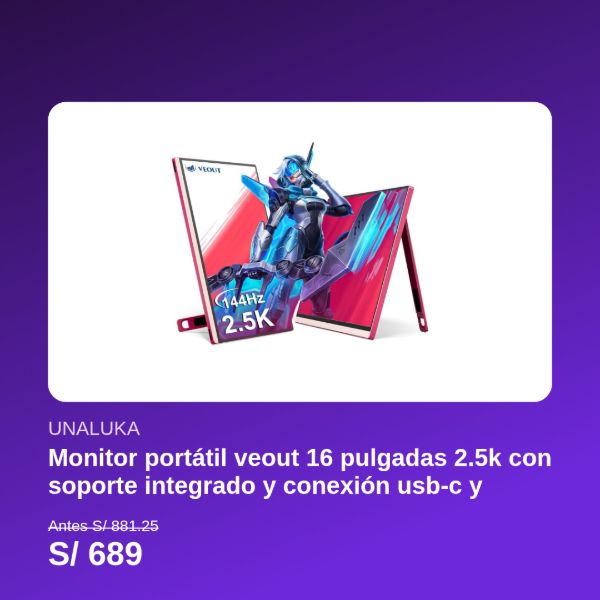 VEOUT
144Hz
2.5K
UNALUKA
Monitor portátil veout 16 pulgadas 2.5k con
soporte integrado y conexión usb-c y
Antes S/ 881.25
S/ 689